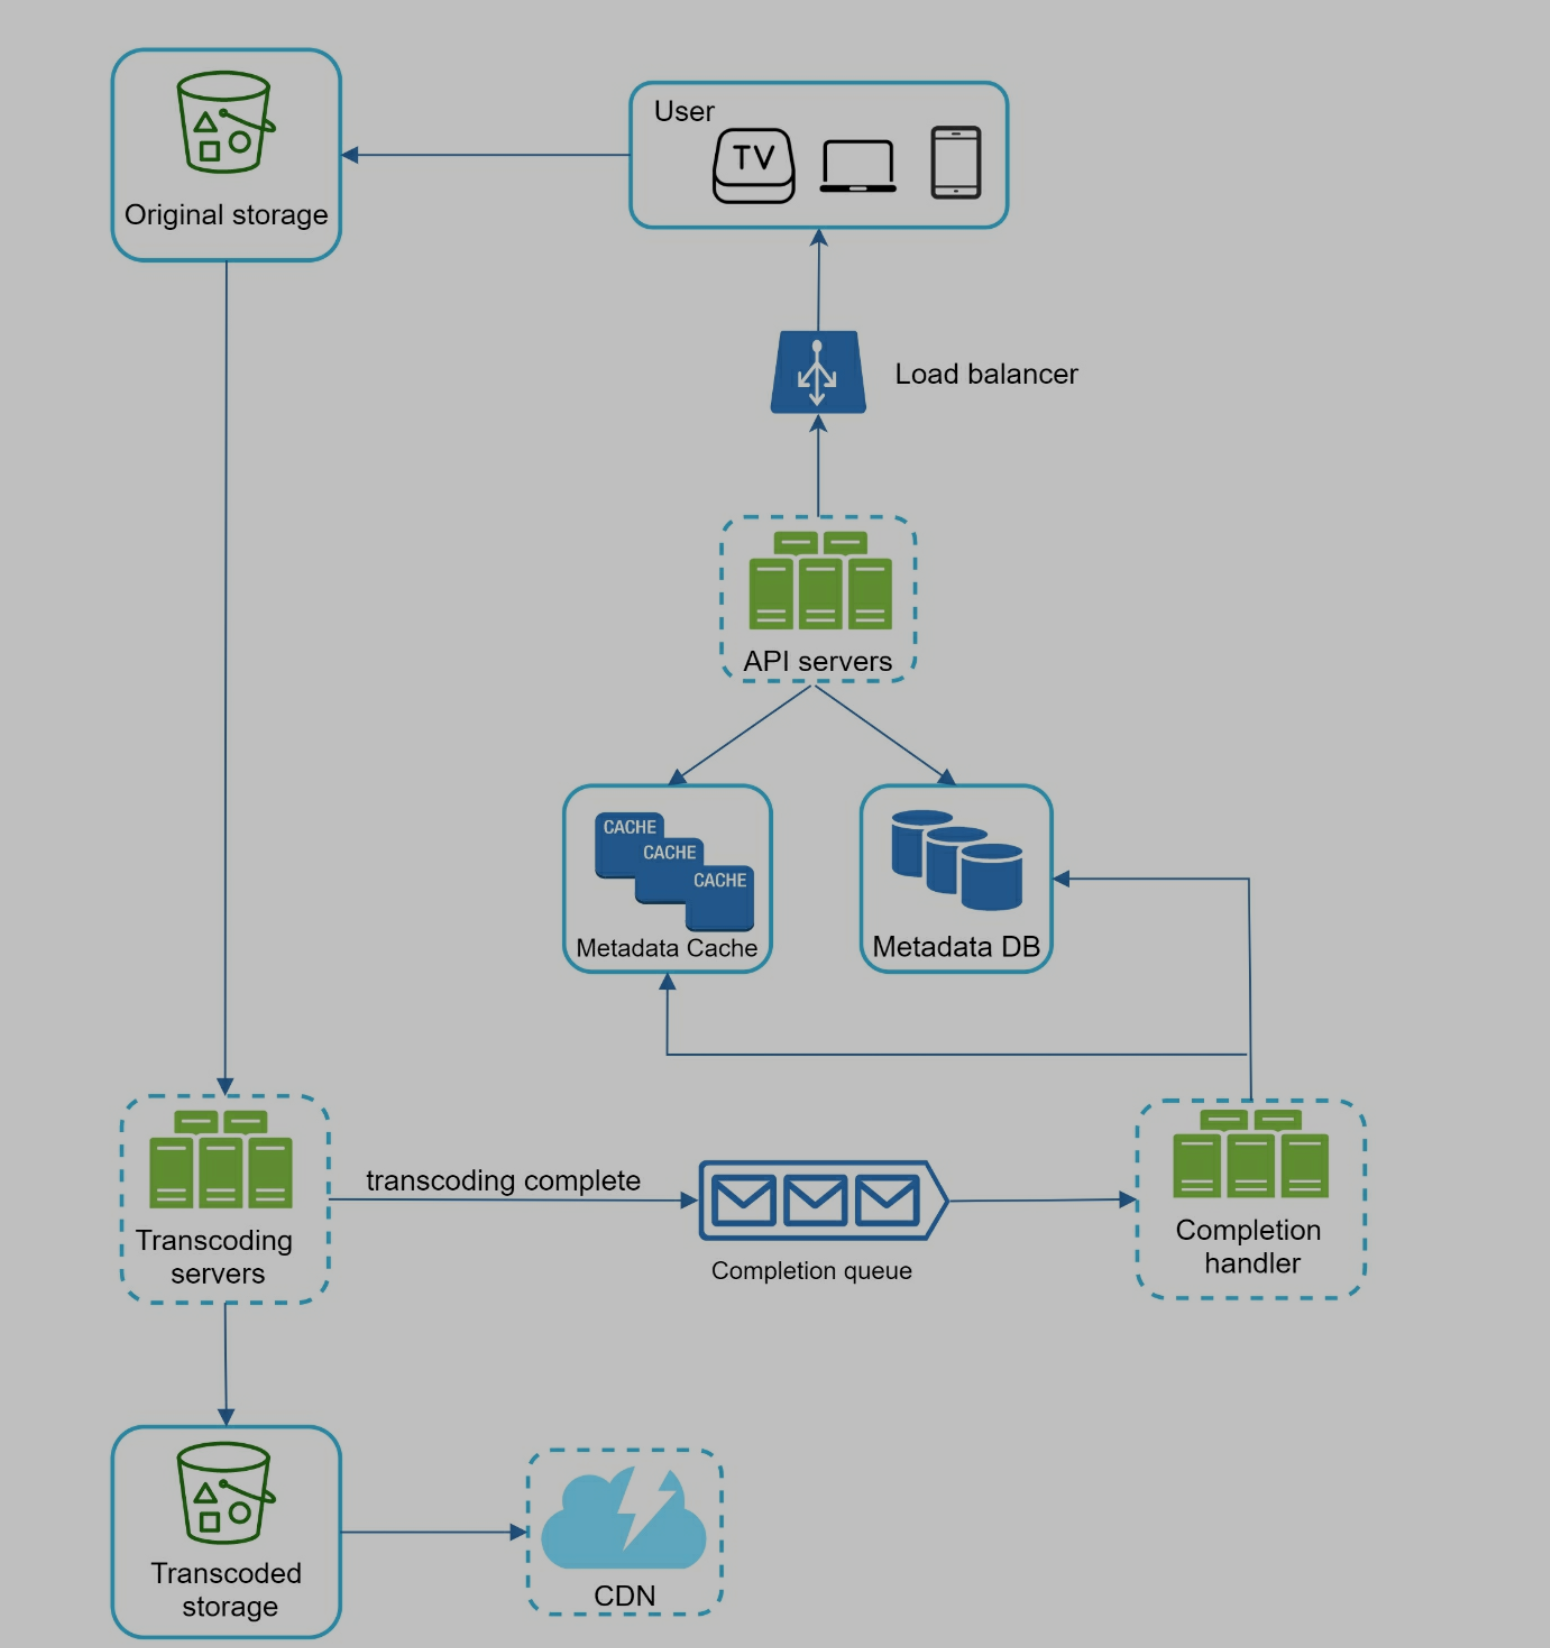 User
TV
Original storage
Load balancer
API servers
CACHE
CACHE
CACHE
Metadata Cache
Metadata DB
transcoding complete
Transcoding
servers
Completion queue
Completion
handler
Transcoded
storage
CDN